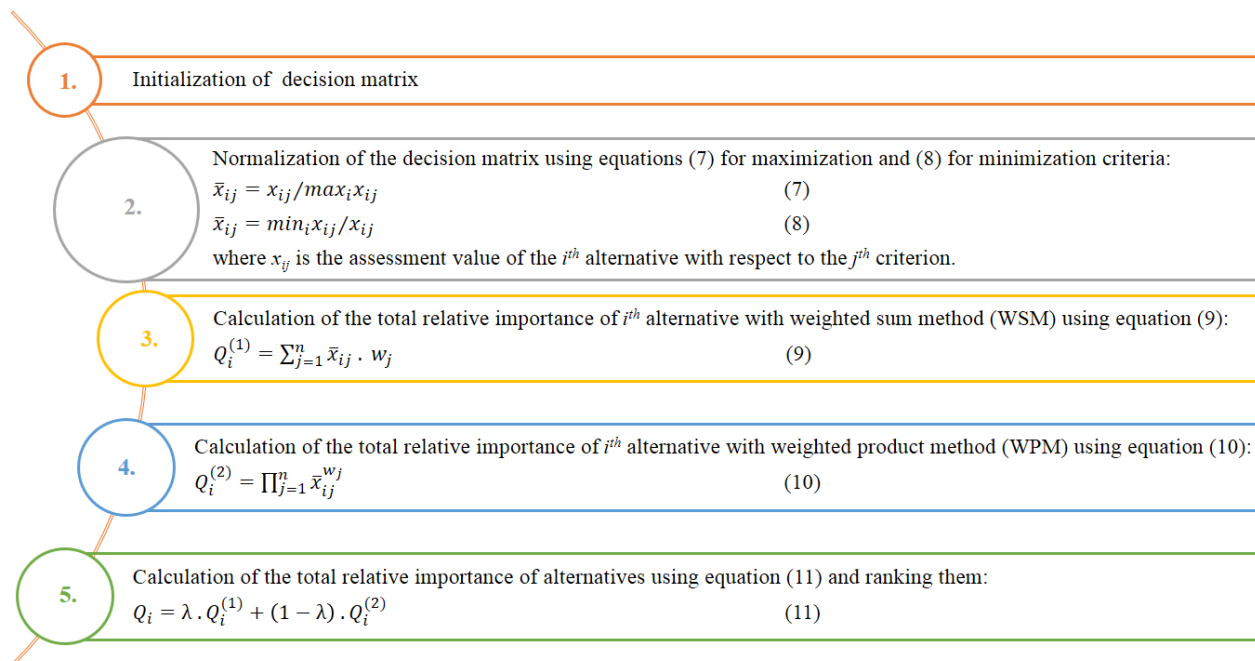 1.
Initialization of decision matrix
2.
Normalization of the decision matrix using equations (7) for maximization and (8) for minimization criteria:
x̄ᵢⱼ = xᵢⱼ/maxᵢxᵢⱼ (7)
x̄ᵢⱼ = minᵢxᵢⱼ/xᵢⱼ (8)
where xᵢⱼ is the assessment value of the iᵗʰ alternative with respect to the jᵗʰ criterion.
3.
Calculation of the total relative importance of iᵗʰ alternative with weighted sum method (WSM) using equation (9):
Qᵢ⁽¹⁾ = ∑ⁿⱼ₌₁ x̄ᵢⱼ . wⱼ (9)
4.
Calculation of the total relative importance of iᵗʰ alternative with weighted product method (WPM) using equation (10):
Qᵢ⁽²⁾ = ∏ⁿⱼ₌₁ x̄ᵢⱼ^wⱼ (10)
5.
Calculation of the total relative importance of alternatives using equation (11) and ranking them:
Qᵢ = λ . Qᵢ⁽¹⁾ + (1 − λ) . Qᵢ⁽²⁾ (11)